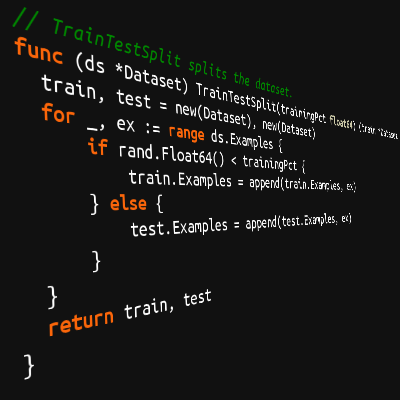 // TrainTestSplit splits the dataset.
func (ds *Dataset) TrainTestSplit(trainingPct float64) (train *Dataset
train, test = new(Dataset), new(Dataset)
for _, ex := range ds.Examples {
if rand.Float64() < trainingPct {
train.Examples = append(train.Examples, ex)
} else {
test.Examples = append(test.Examples, ex)
}
}
return train, test
}